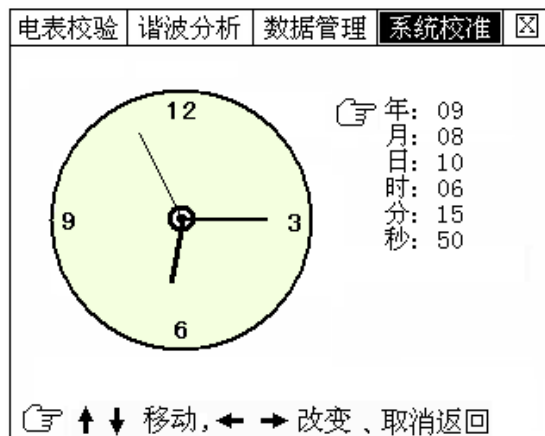 电表校验 谐波分析 数据管理 系统校准
12
9
3
6
年: 09
月: 08
日: 10
时: 06
分: 15
秒: 50
移动, 改变、取消返回